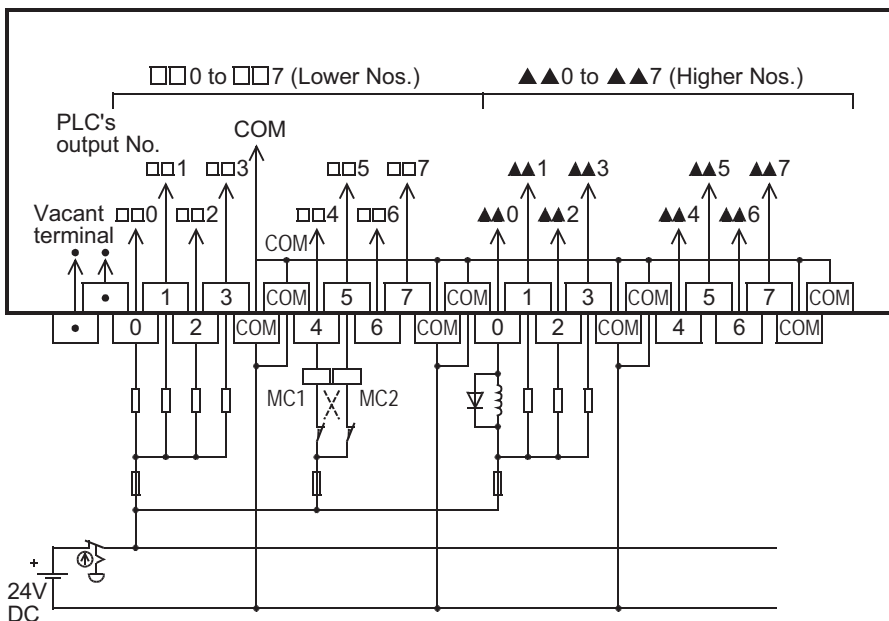 □□0 to □□7 (Lower Nos.) ▲▲0 to ▲▲7 (Higher Nos.)
PLC's
output No.
COM
□□1 □□3 □□5 □□7 ▲▲1 ▲▲3 ▲▲5 ▲▲7
Vacant
terminal
□□0 □□2 □□4 □□6 ▲▲0 ▲▲2 ▲▲4 ▲▲6
COM
• 1 3 COM 5 7 COM 1 3 COM 5 7 COM
• 0 2 COM 4 6 COM 0 2 COM 4 6 COM
MC1 MC2
+
24V
DC